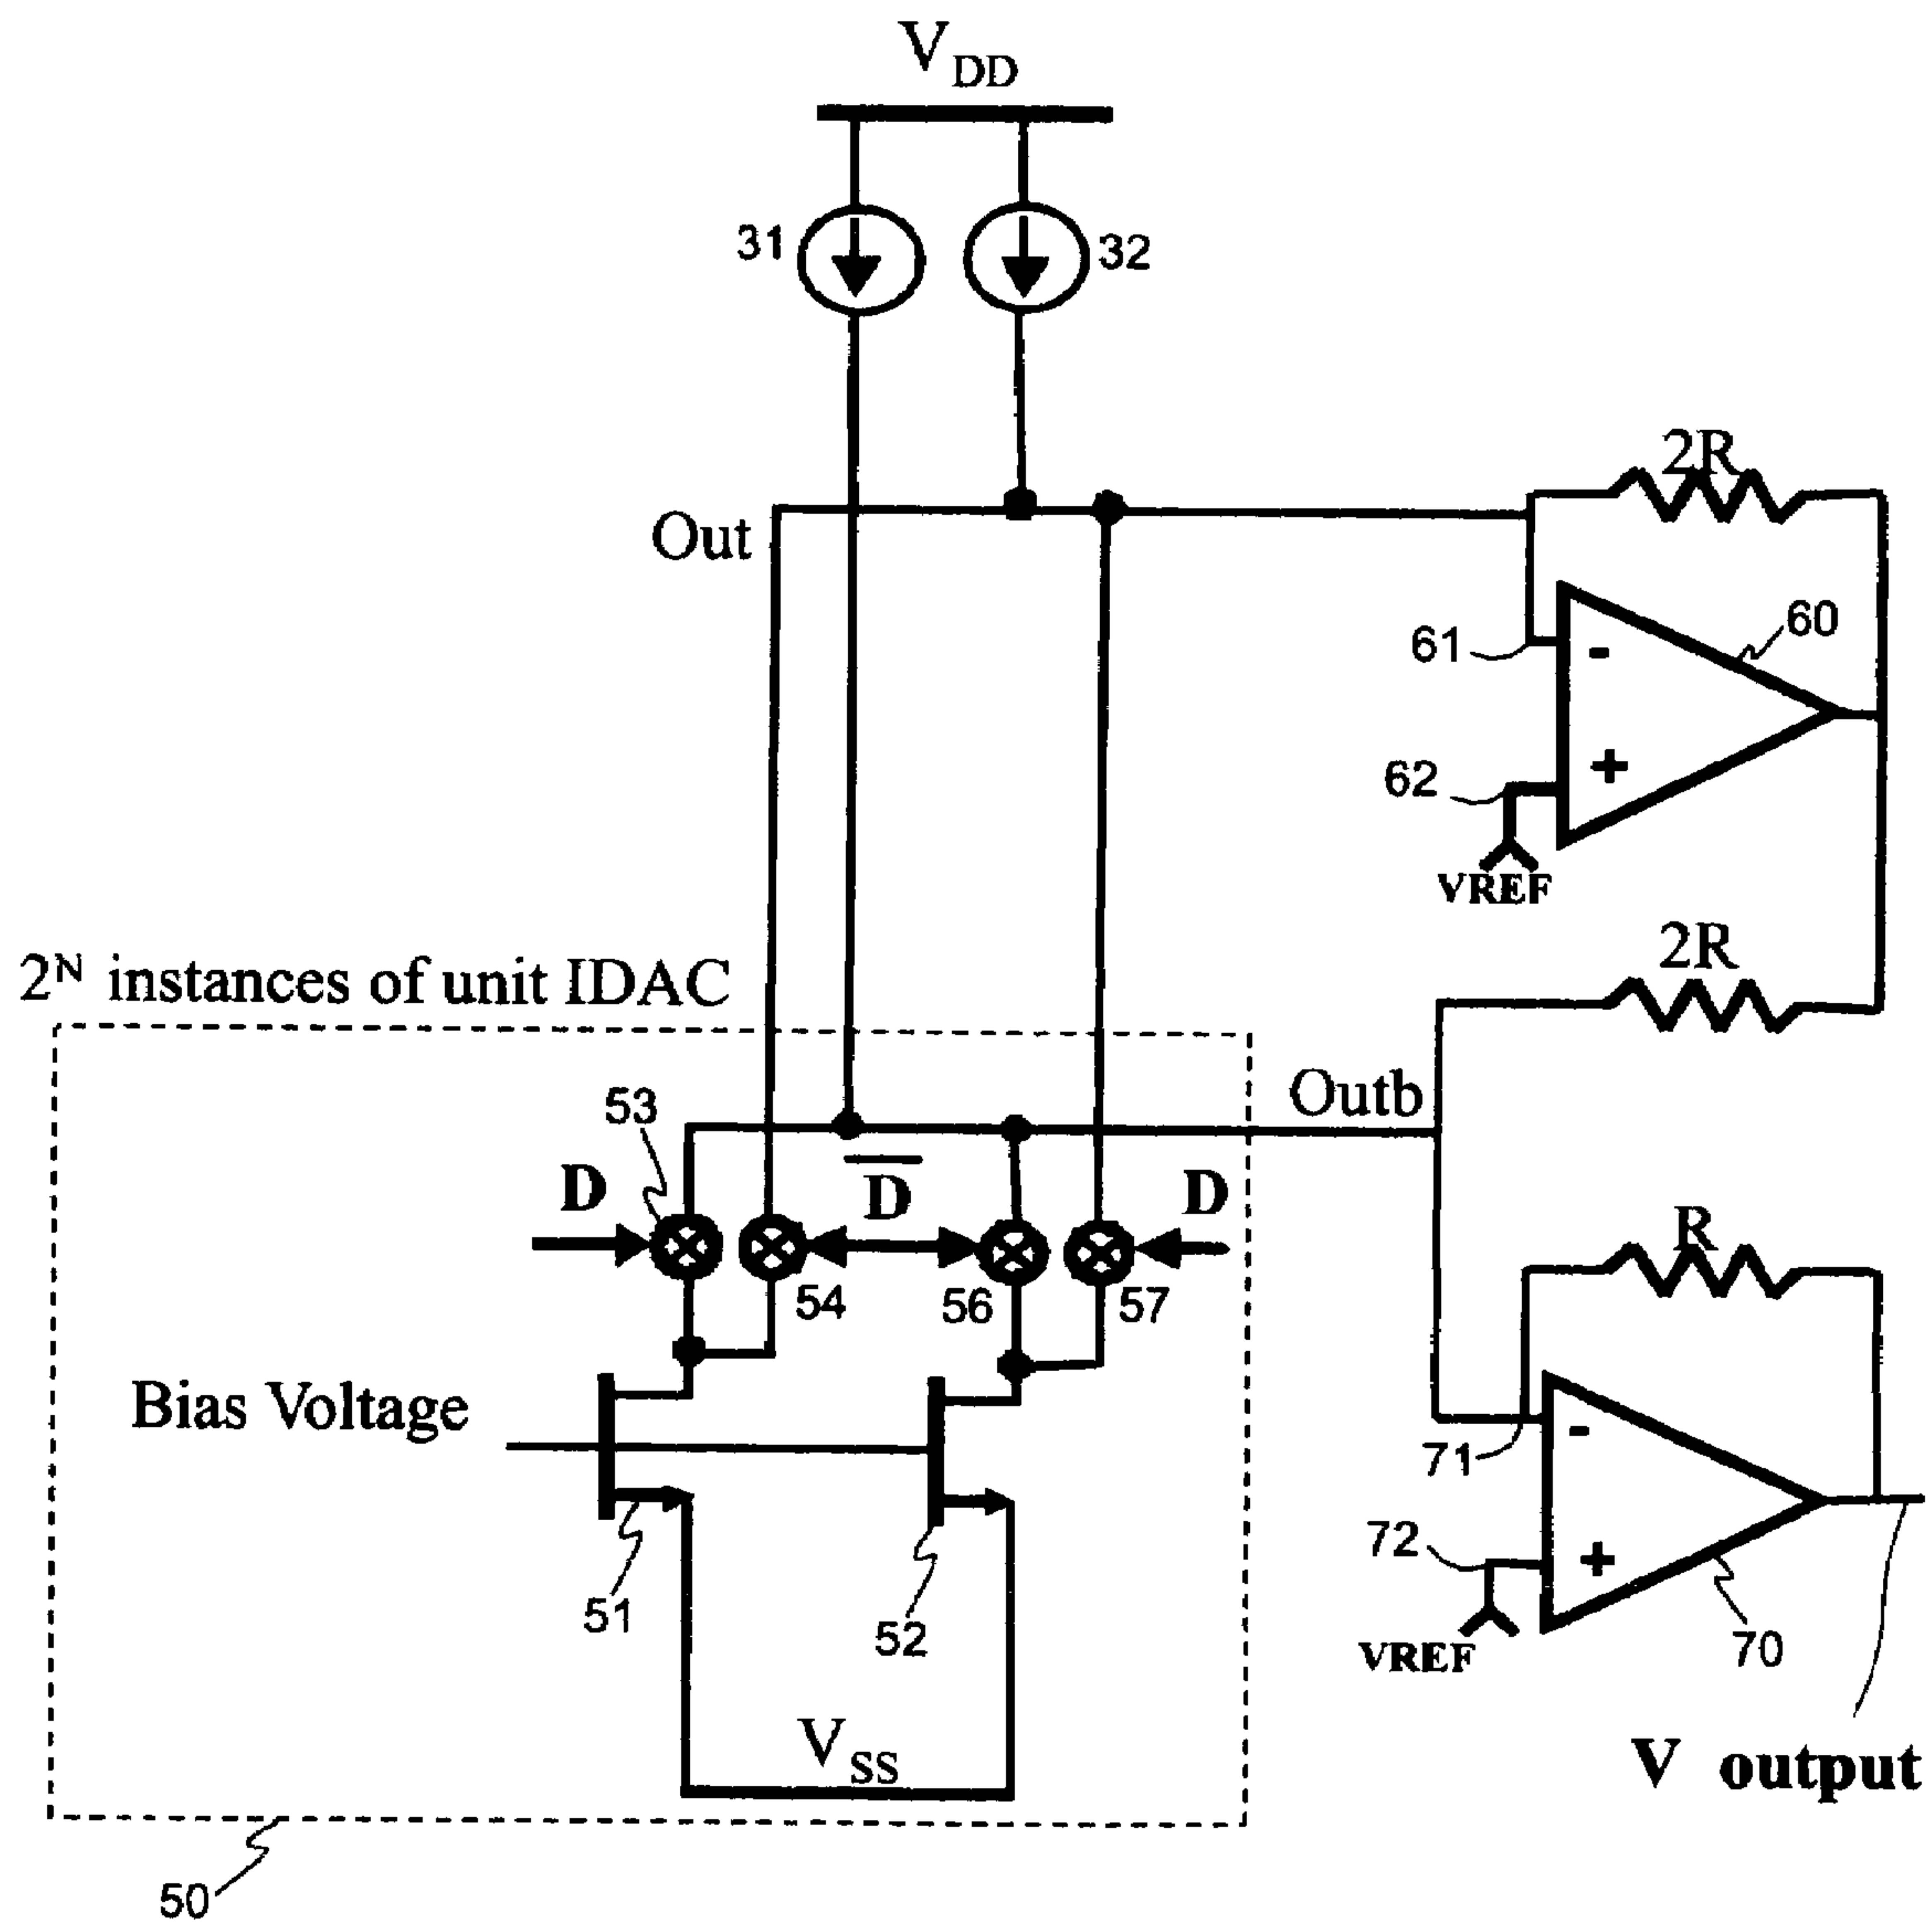 VDD
31
32
2R
Out
60
61
-
+
62
VREF
2R
2ᴺ instances of unit IDAC
Outb
53
D
D
D
R
54
56
57
Bias Voltage
71
-
72
+
51
52
VREF
70
VSS
V output
50